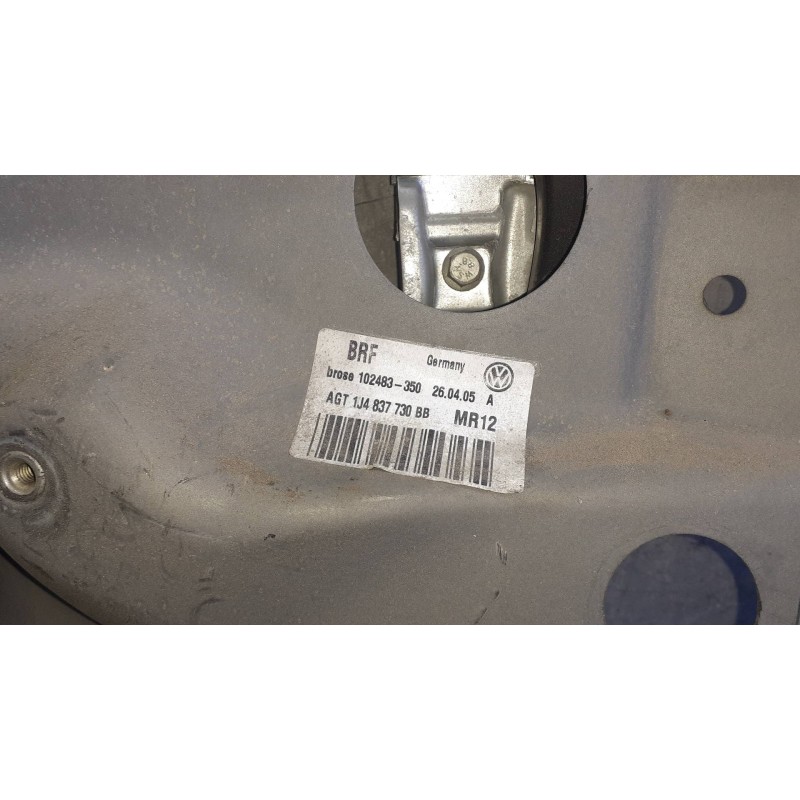 BRF Germany
brose 102483-350 26.04.05 A
AGT 1J4 837 730 BB MR12